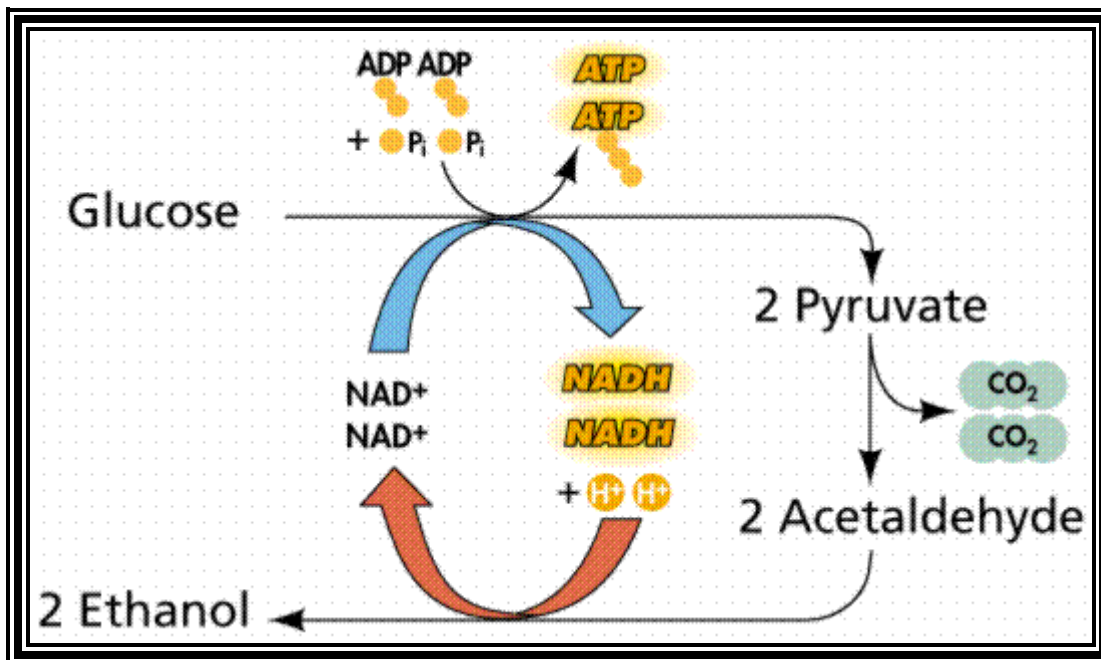 ADP ADP
+ Pi Pi
ATP
ATP
Glucose
2 Pyruvate
NAD+
NAD+
NADH
NADH
+ H+ H+
CO2
CO2
2 Acetaldehyde
2 Ethanol